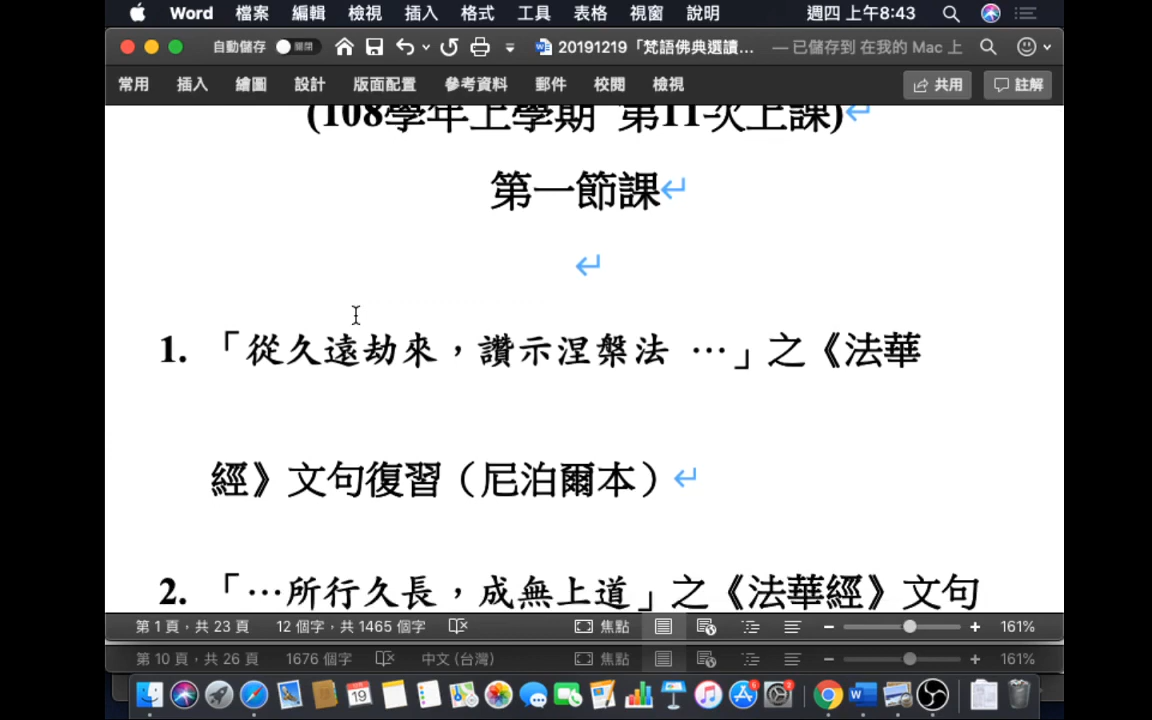 Word 檔案 編輯 檢視 插入 格式 工具 表格 視窗 說明 週四 上午8:43
自動儲存 關閉 20191219「梵語佛典選讀... — 已儲存到 在我的 Mac 上
常用 插入 繪圖 設計 版面配置 參考資料 郵件 校閱 檢視 共用 註解
(108學年上學期 第11次上課)↵
第一節課↵
↵
1. 「從久遠劫來，讚示涅槃法 …」之《法華
經》文句復習（尼泊爾本）↵
2. 「…所行久長，成無上道」之《法華經》文句
第 1 頁，共 23 頁 12 個字，共 1465 個字 焦點 − + 161%
第 10 頁，共 26 頁 1676 個字 中文 (台灣) 焦點 − + 161%